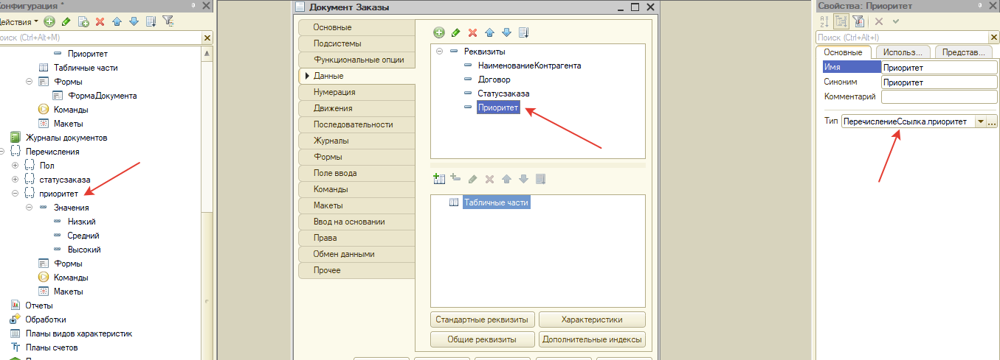 Конфигурация *
Действия
Поиск (Ctrl+Alt+M)
Приоритет
Табличные части
Формы
ФормаДокумента
Команды
Макеты
Журналы документов
Перечисления
Пол
статусзаказа
приоритет
Значения
Низкий
Средний
Высокий
Формы
Команды
Макеты
Отчеты
Обработки
Планы видов характеристик
Планы счетов
Документ Заказы
Основные
Подсистемы
Функциональные опции
Данные
Нумерация
Движения
Последовательности
Журналы
Формы
Поле ввода
Команды
Макеты
Ввод на основании
Права
Обмен данными
Прочее
Реквизиты
НаименованиеКонтрагента
Договор
Статусзаказа
Приоритет
Табличные части
Стандартные реквизиты
Характеристики
Общие реквизиты
Дополнительные индексы
Свойства: Приоритет
Поиск (Ctrl+Alt+I)
Основные
Использ...
Представ...
Имя
Приоритет
Синоним
Приоритет
Комментарий
Тип
ПеречислениеСсылка.приоритет
...